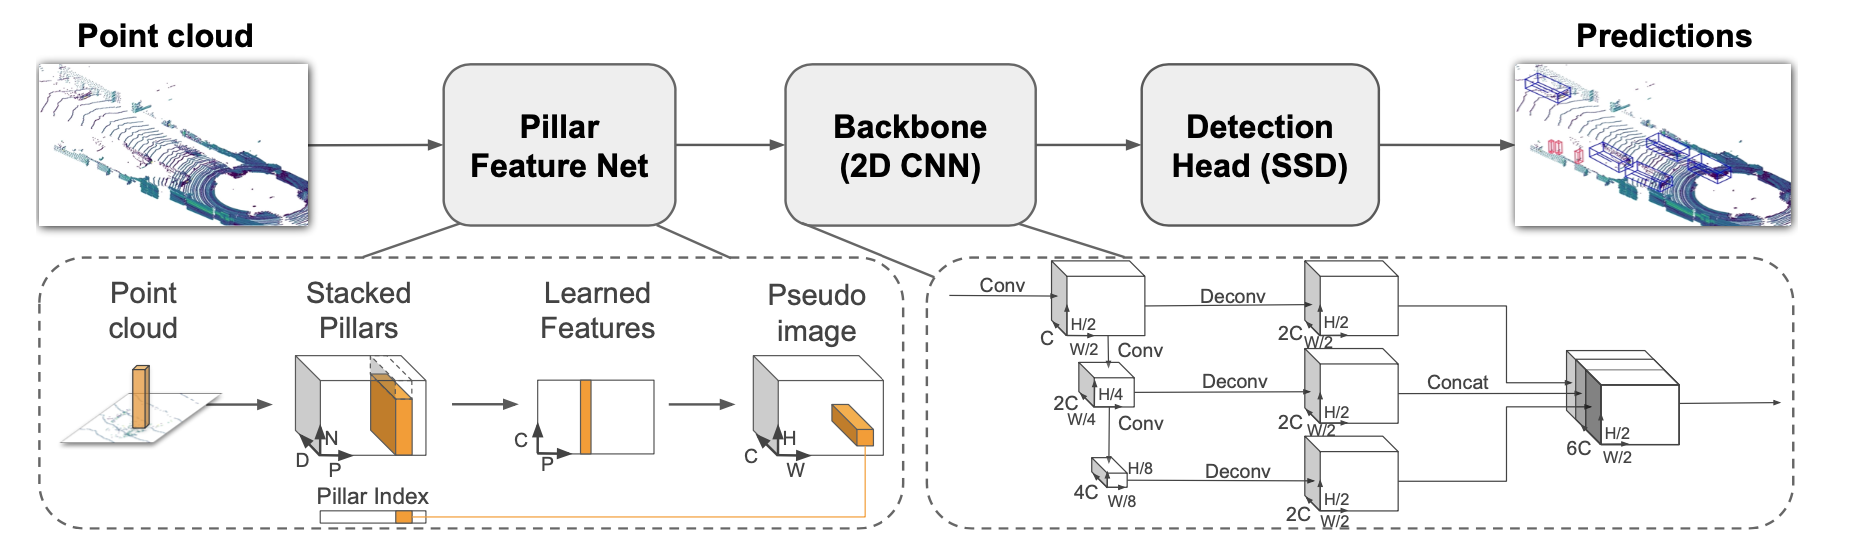 Point cloud
Predictions
Pillar
Feature Net
Backbone
(2D CNN)
Detection
Head (SSD)
Point
cloud
Stacked
Pillars
Learned
Features
Pseudo
image
N
D
P
C
P
H
C
W
Pillar Index
Conv
C
H/2
W/2
Conv
2C
H/4
W/4
Conv
4C
H/8
W/8
Deconv
2C
H/2
W/2
Deconv
2C
H/2
W/2
Deconv
2C
H/2
W/2
Concat
6C
H/2
W/2